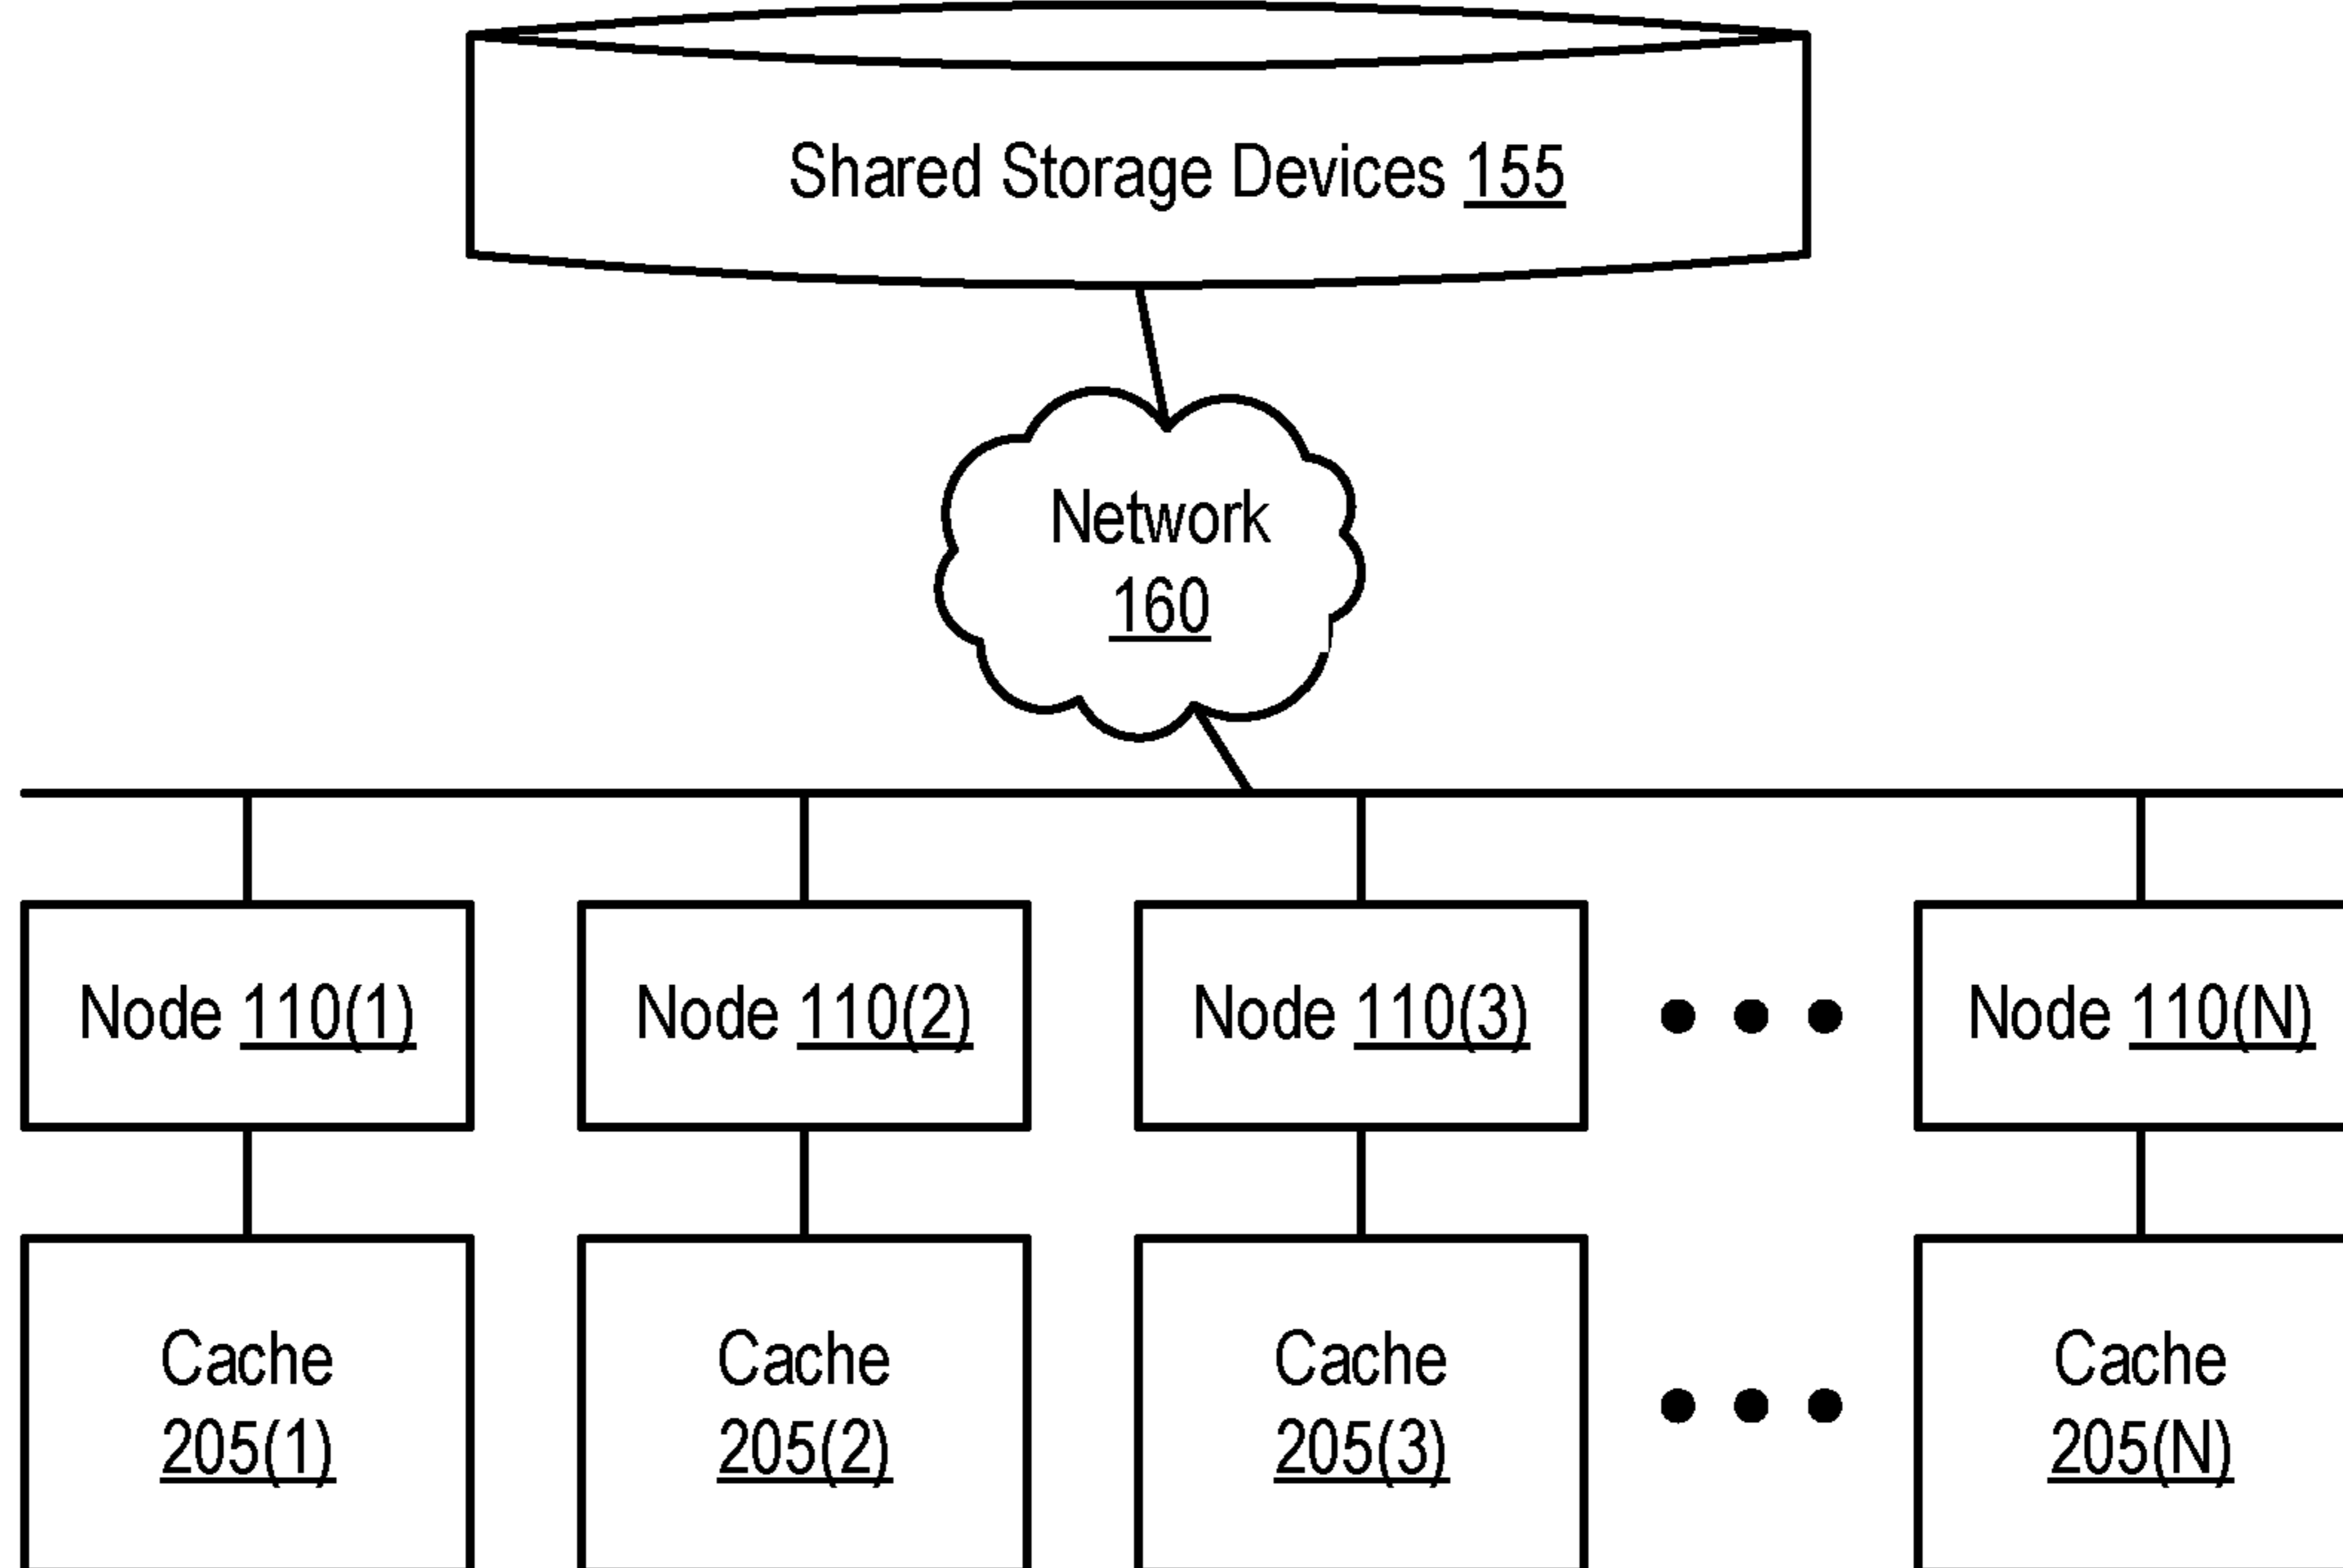 Shared Storage Devices 155
Network
160
Node 110(1)
Node 110(2)
Node 110(3)
Node 110(N)
Cache
205(1)
Cache
205(2)
Cache
205(3)
Cache
205(N)